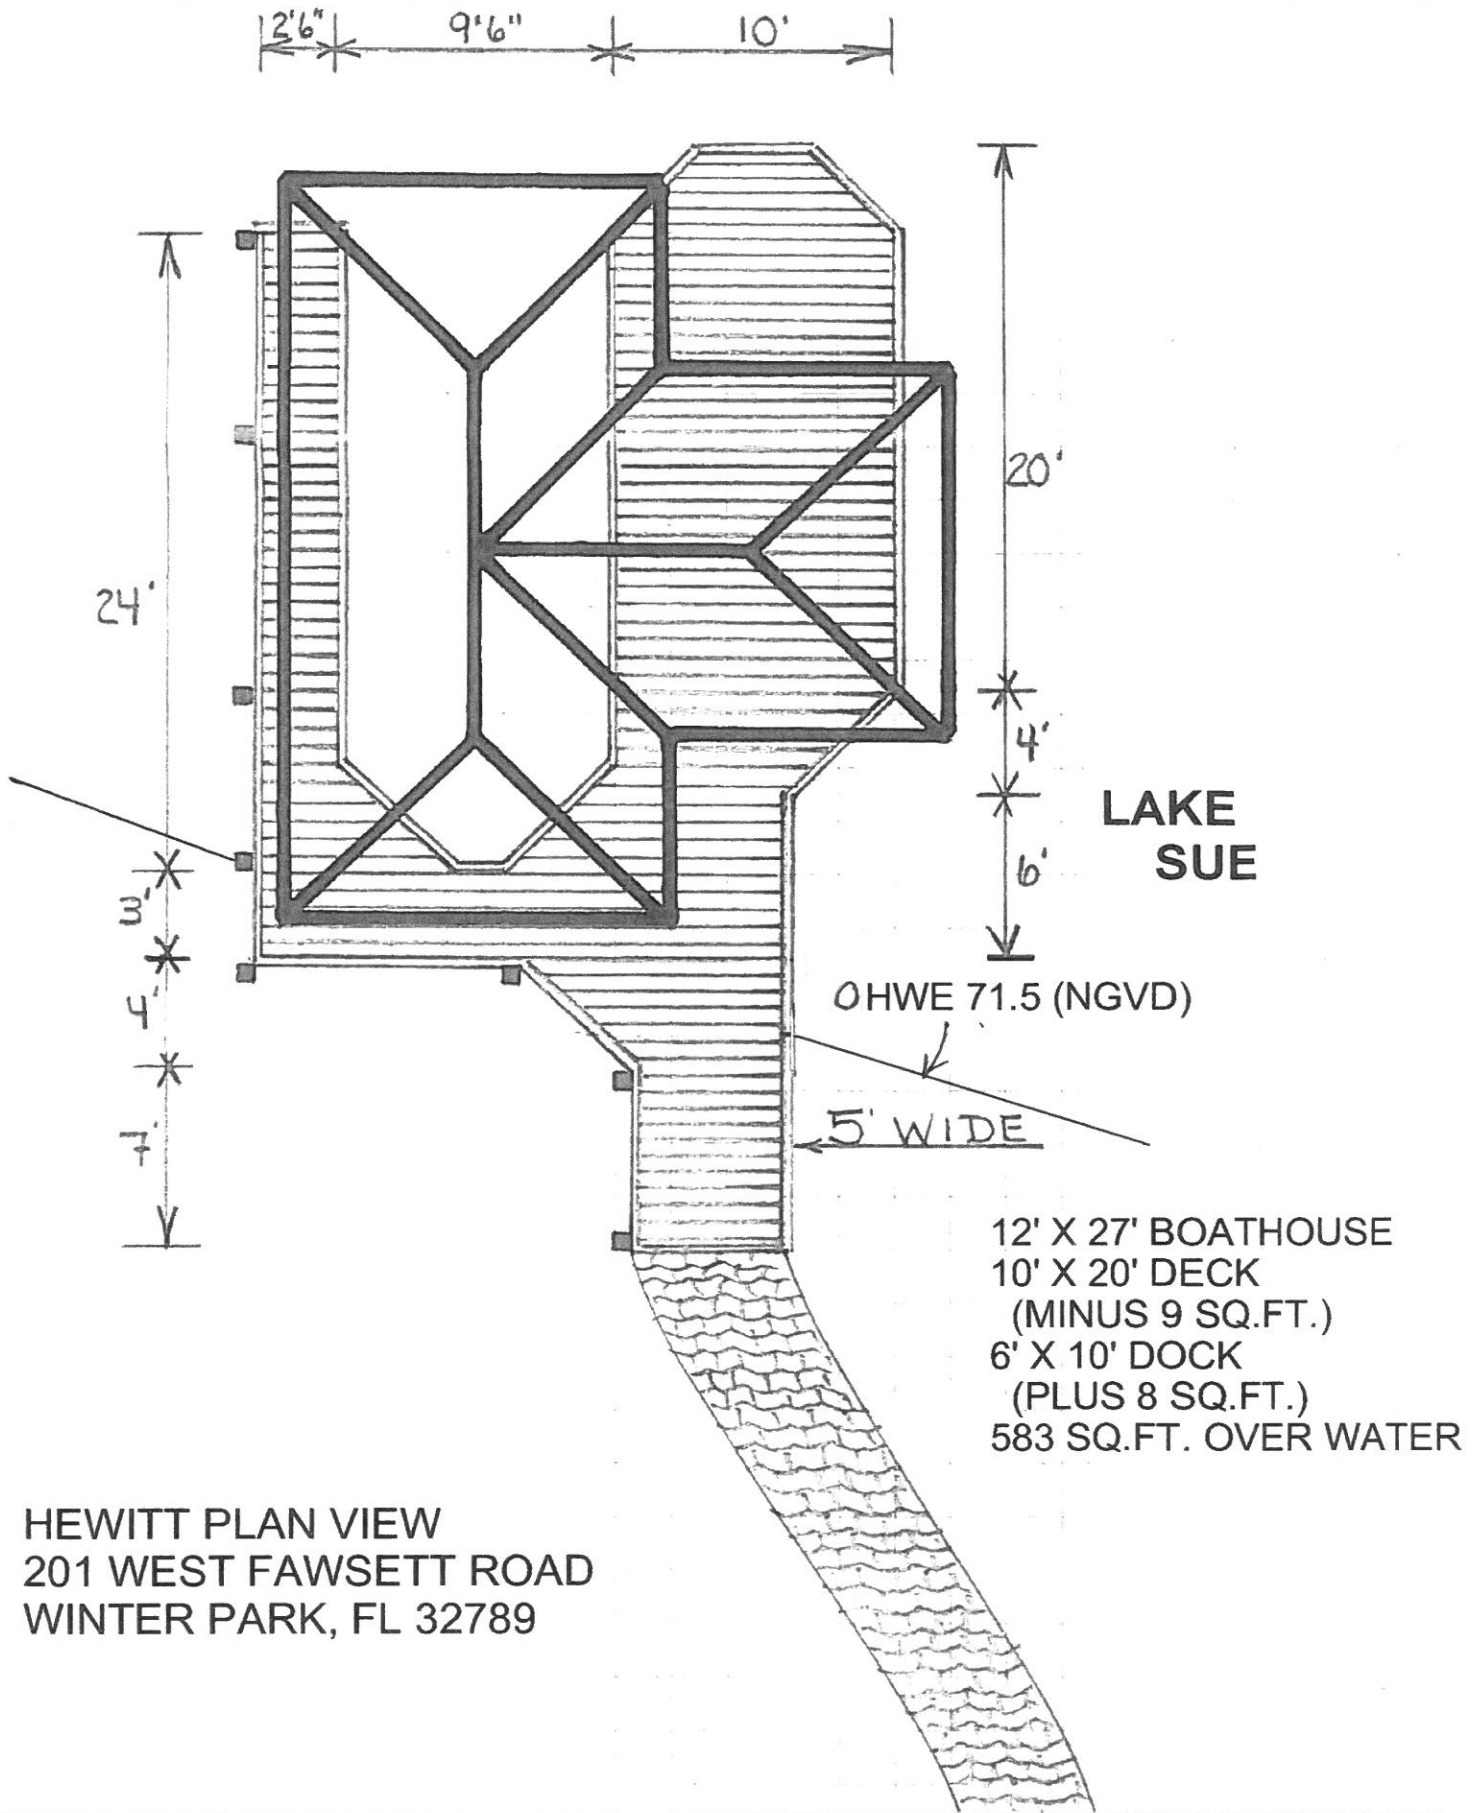 2'6" 9'6" 10'
20'
24'
4'
LAKE
SUE
6'
3'
OHWE 71.5 (NGVD)
4'
5' WIDE
7'
12' X 27' BOATHOUSE
10' X 20' DECK
(MINUS 9 SQ.FT.)
6' X 10' DOCK
(PLUS 8 SQ.FT.)
583 SQ.FT. OVER WATER
HEWITT PLAN VIEW
201 WEST FAWSETT ROAD
WINTER PARK, FL 32789